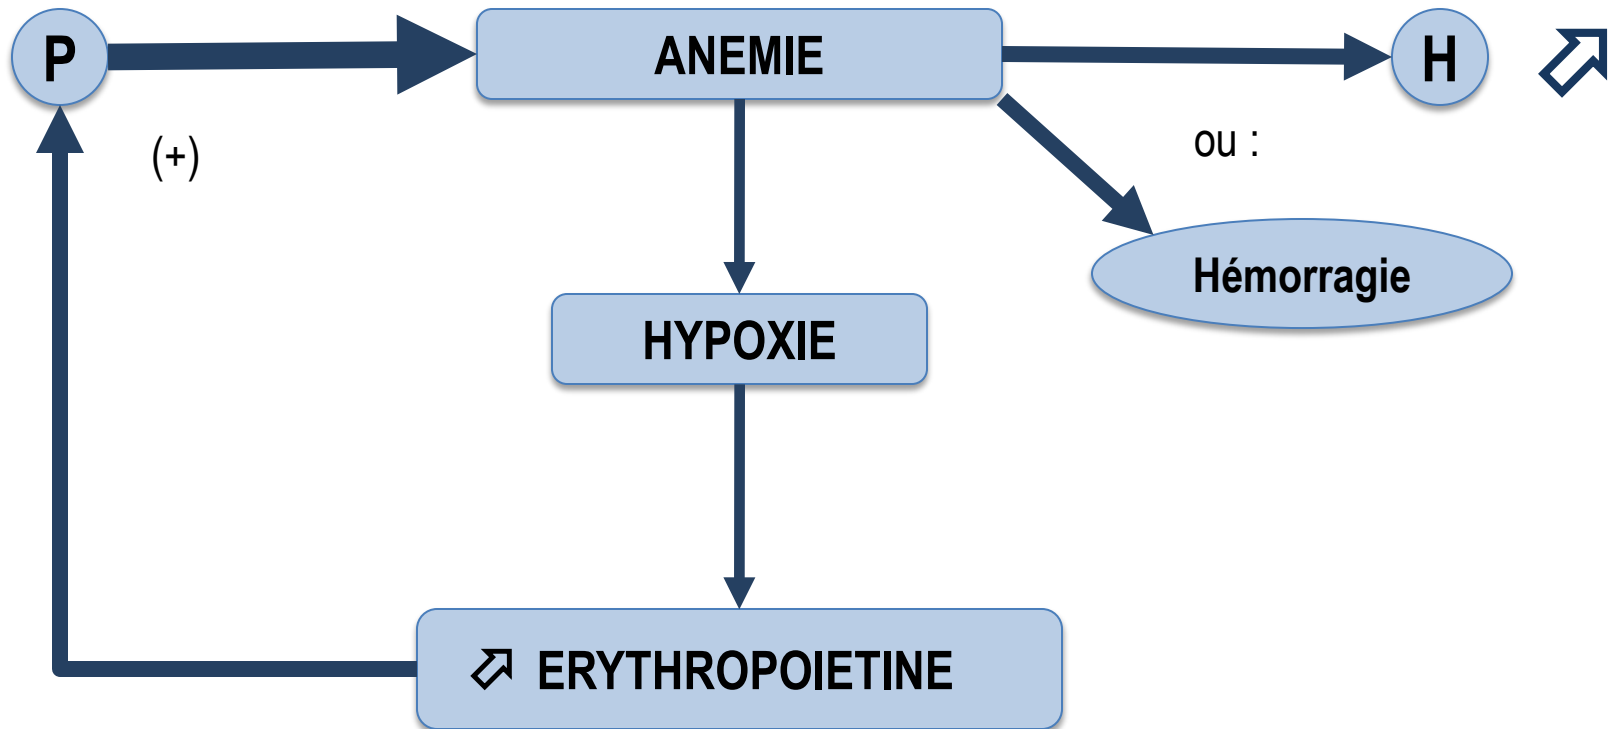 P
ANEMIE
H
(+)
ou :
Hémorragie
HYPOXIE
ERYTHROPOIETINE